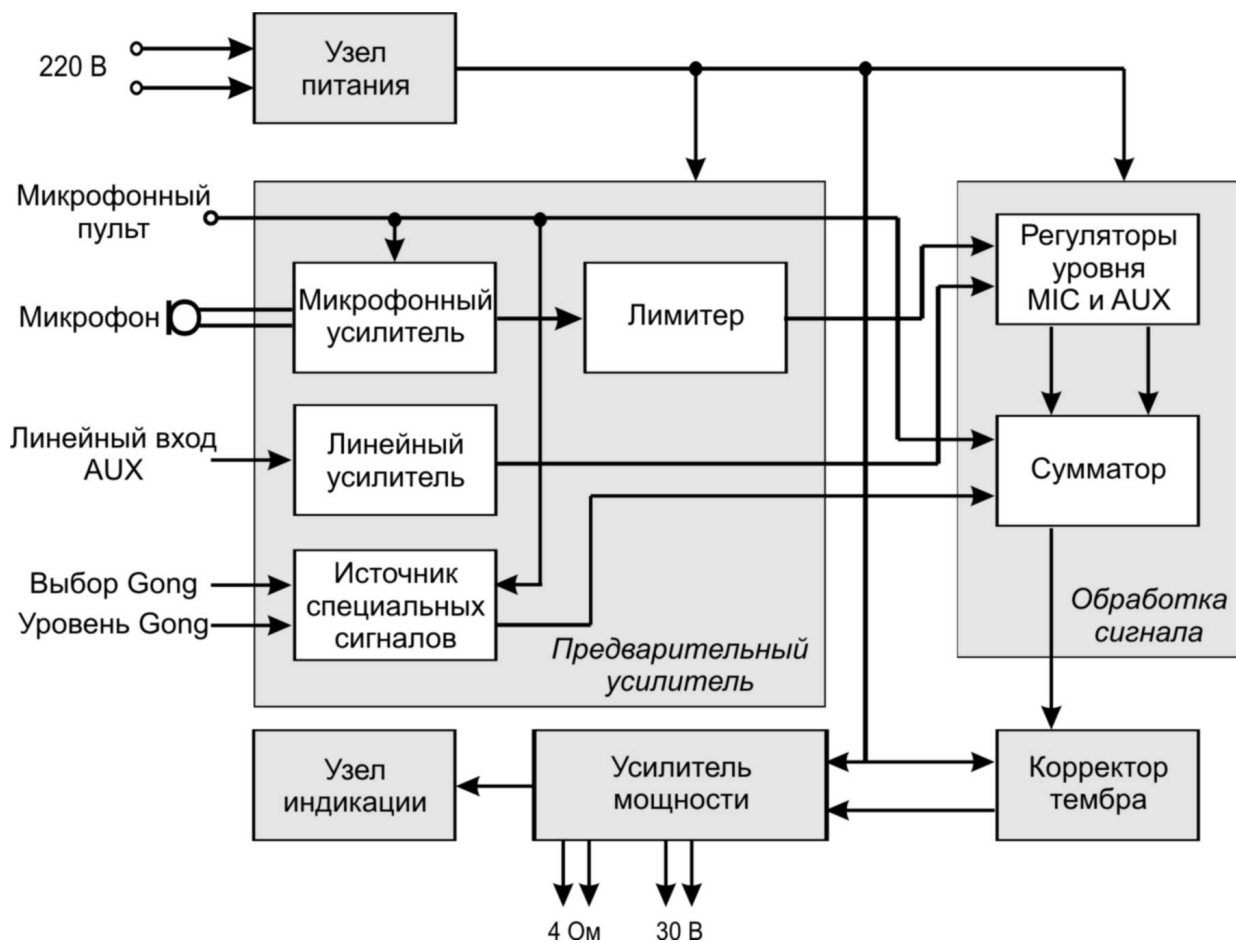 220 В
Узел
питания
Микрофонный
пульт
Микрофон
Микрофонный
усилитель
Лимитер
Регуляторы
уровня
MIC и AUX
Линейный вход
AUX
Линейный
усилитель
Сумматор
Выбор Gong
Уровень Gong
Источник
специальных
сигналов
Предварительный
усилитель
Обработка
сигнала
Узел
индикации
Усилитель
мощности
Корректор
тембра
4 Ом
30 В